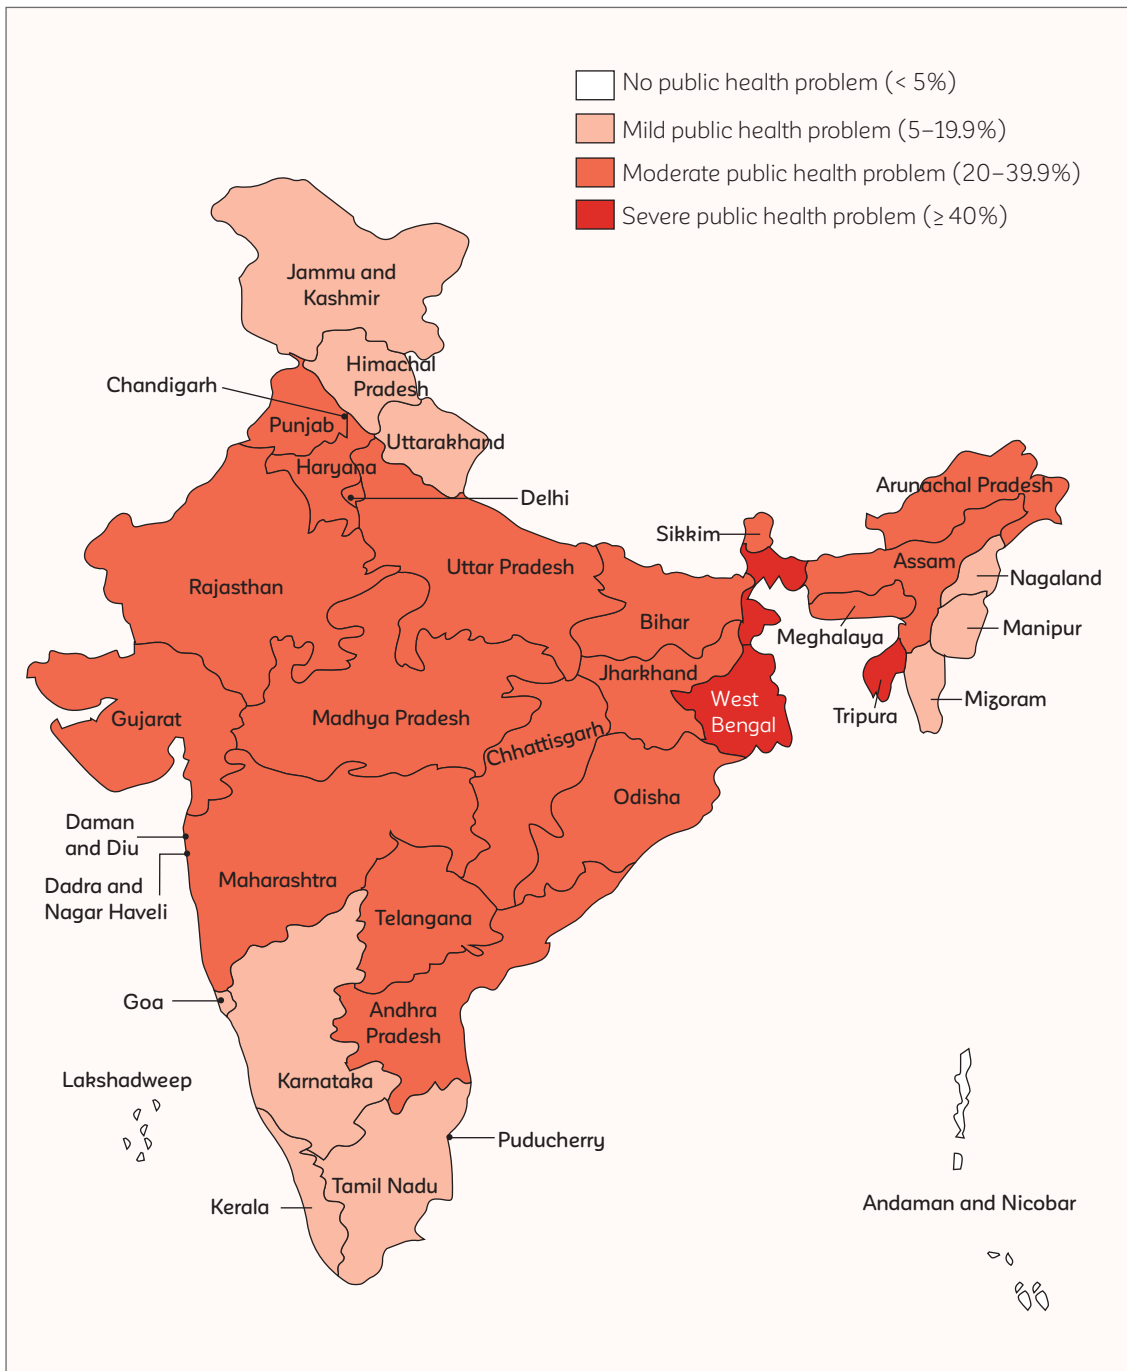 No public health problem (< 5%)
Mild public health problem (5–19.9%)
Moderate public health problem (20–39.9%)
Severe public health problem (≥ 40%)
Jammu and
Kashmir
Himachal
Pradesh
Chandigarh
Punjab
Uttarakhand
Haryana
Delhi
Arunachal Pradesh
Sikkim
Assam
Uttar Pradesh
Nagaland
Rajasthan
Bihar
Meghalaya
Manipur
Jharkhand
Mizoram
West
Bengal
Tripura
Gujarat
Madhya Pradesh
Chhattisgarh
Odisha
Daman
and Diu
Dadra and
Nagar Haveli
Maharashtra
Telangana
Goa
Andhra
Pradesh
Lakshadweep
Karnataka
Puducherry
Tamil Nadu
Kerala
Andaman and Nicobar